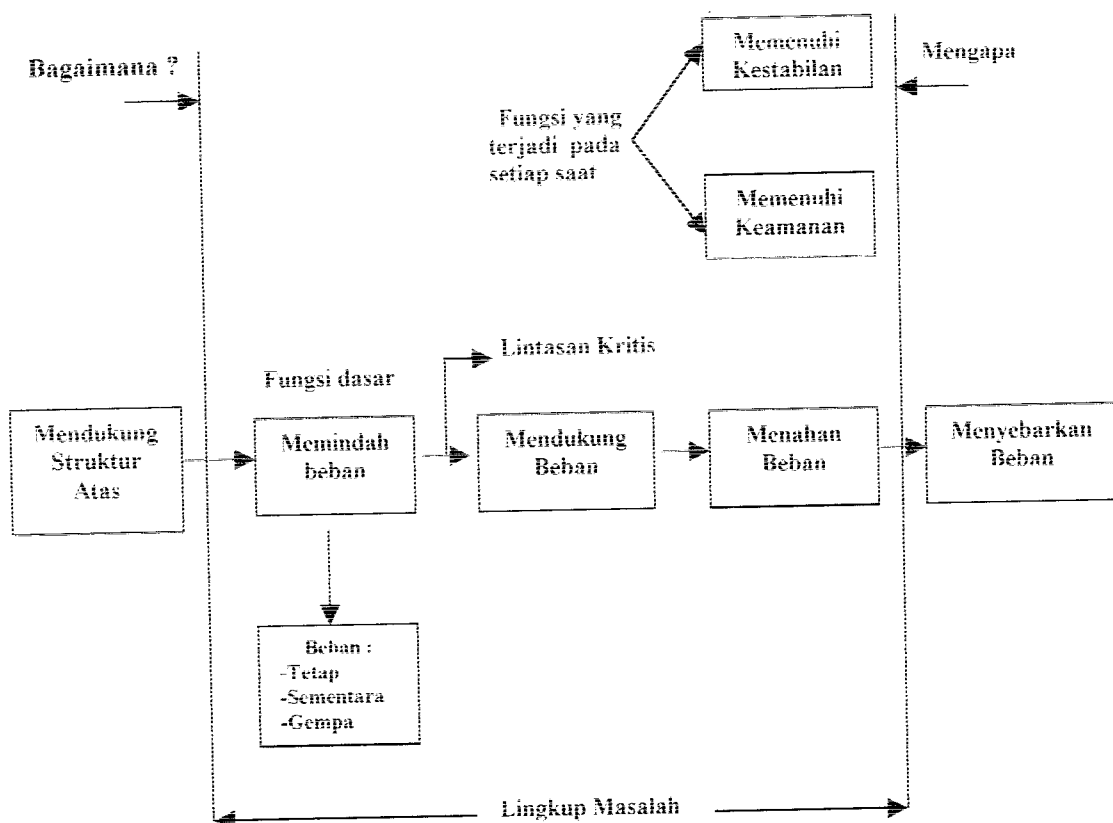 Bagaimana ?
Memenuhi
Kestabilan
Mengapa
Fungsi yang
terjadi pada
setiap saat
Memenuhi
Keamanan
Lintasan Kritis
Fungsi dasar
Mendukung
Struktur
Atas
Memindah
beban
Mendukung
Beban
Menahan
Beban
Menyebarkan
Beban
Beban :
-Tetap
-Sementara
-Gempa
Lingkup Masalah